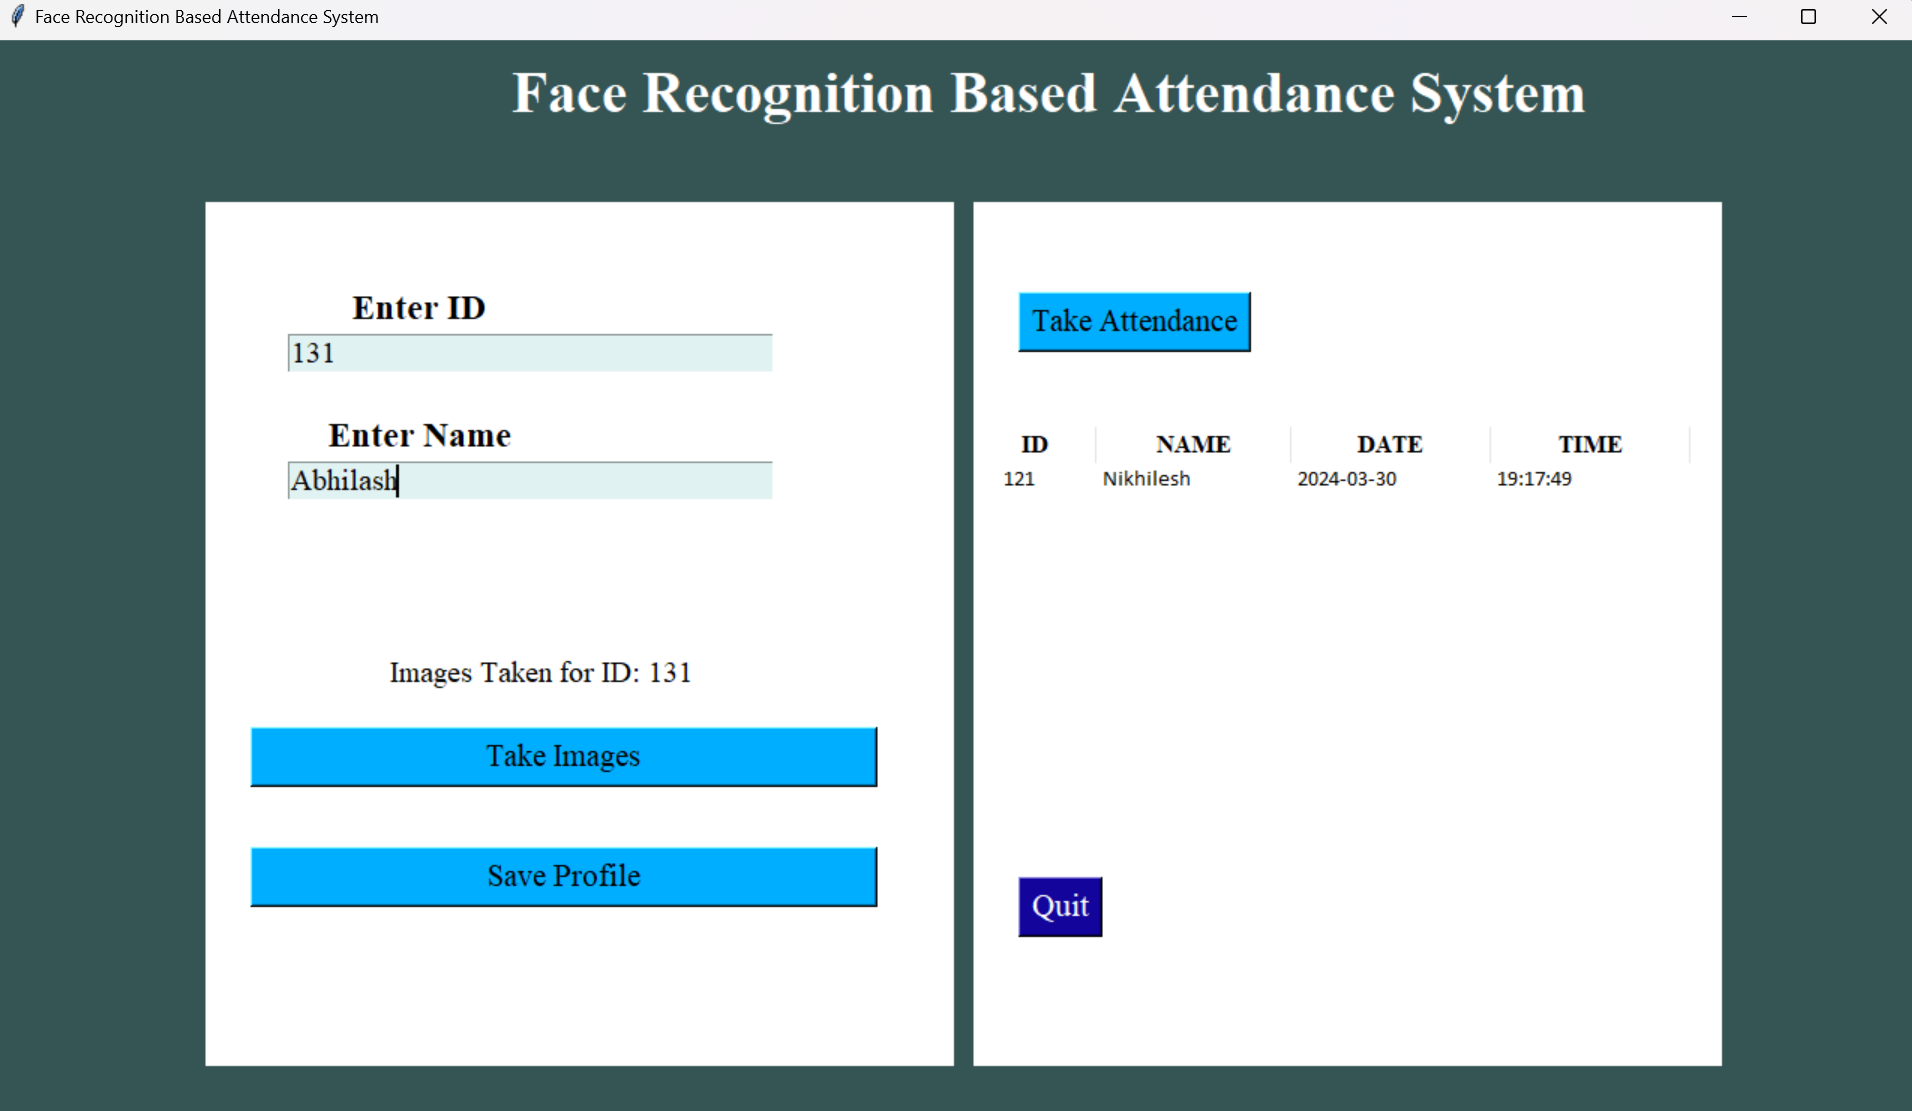 Face Recognition Based Attendance System
Face Recognition Based Attendance System
Enter ID
131
Enter Name
Abhilash
Images Taken for ID: 131
Take Images
Save Profile
Take Attendance
ID NAME DATE TIME
121 Nikhilesh 2024-03-30 19:17:49
Quit